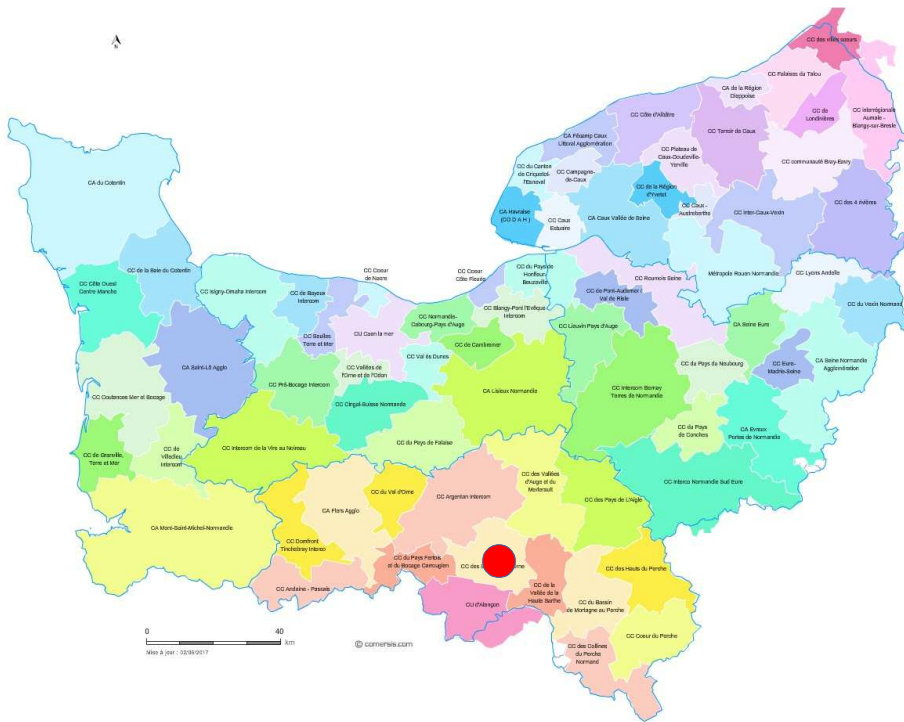 N
CC des villes soeurs
CC Falaises du Talou
CA de la Région
Dieppoise
CC de
Londinières
CC interrégionale
Aumale -
Blangy-sur-Bresle
CC Côte d'Albâtre
CC Terroir de Caux
CA Fécamp Caux
Littoral Agglomération
CC Plateau de
Caux-Doudeville-
Yerville
CC communauté Bray-Eawy
CC du Canton
de Criquetot-
l'Esneval
CC Campagne-
de-Caux
CC de la Région
d'Yvetot
CA du Cotentin
CA Havraise
(CO D A H )
CC Caux
Estuaire
CA Caux Vallée de Seine
CC Caux -
Austreberthe
CC Inter-Caux-Vexin
CC des 4 rivières
CC de la Baie du Cotentin
CC Coeur
de Nacre
CC Coeur
Côte Fleurie
CC du Pays de
Honfleur-
Beuzeville
CC Roumois Seine
Métropole Rouen Normandie
CC Lyons Andelle
CC Côte Ouest
Centre Manche
CC Isigny-Omaha Intercom
CC de Bayeux
Intercom
CC de Pont-Audemer /
Val de Risle
CC du Vexin Normand
CC Blangy-Pont l'Evêque
Intercom
CC Normandie-
Cabourg-Pays d'Auge
CC Lieuvin Pays d'Auge
CA Seine Eure
CC Seulles
Terre et Mer
CU Caen la mer
CC de Cambremer
CC Val ès Dunes
CA Saint-Lô Agglo
CC Vallées de
l'Orne et de l'Odon
CC du Pays du Neubourg
CC Eure-
Madrie-Seine
CA Seine Normandie
Agglomération
CC Pré-Bocage Intercom
CA Lisieux Normandie
CC Intercom Bernay
Terres de Normandie
CC Coutances Mer et Bocage
CC Cingal-Suisse Normande
CC du Pays
de Conches
CA Evreux
Portes de Normandie
CC de Granville,
Terre et Mer
CC de
Villedieu
Intercom
CC Intercom de la Vire au Noireau
CC du Pays de Falaise
CC Interco Normandie Sud Eure
CC des Vallées
d'Auge et du
Merlerault
CC du Val d'Orne
CC Argentan Intercom
CC des Pays de L'Aigle
CA Flers Agglo
CA Mont-Saint-Michel-Normandie
CC Domfront
Tinchebray Interco
CC du Pays Fertois
et du Bocage Carrougien
CC des
CC des Hauts du Perche
CC Andaine - Passais
CC de la
Vallée de la
Haute Sarthe
CU d'Alençon
CC du Bassin
de Mortagne au Perche
CC Coeur du Perche
CC des Collines
du Perche
Normand
0 40
km
© comersis.com